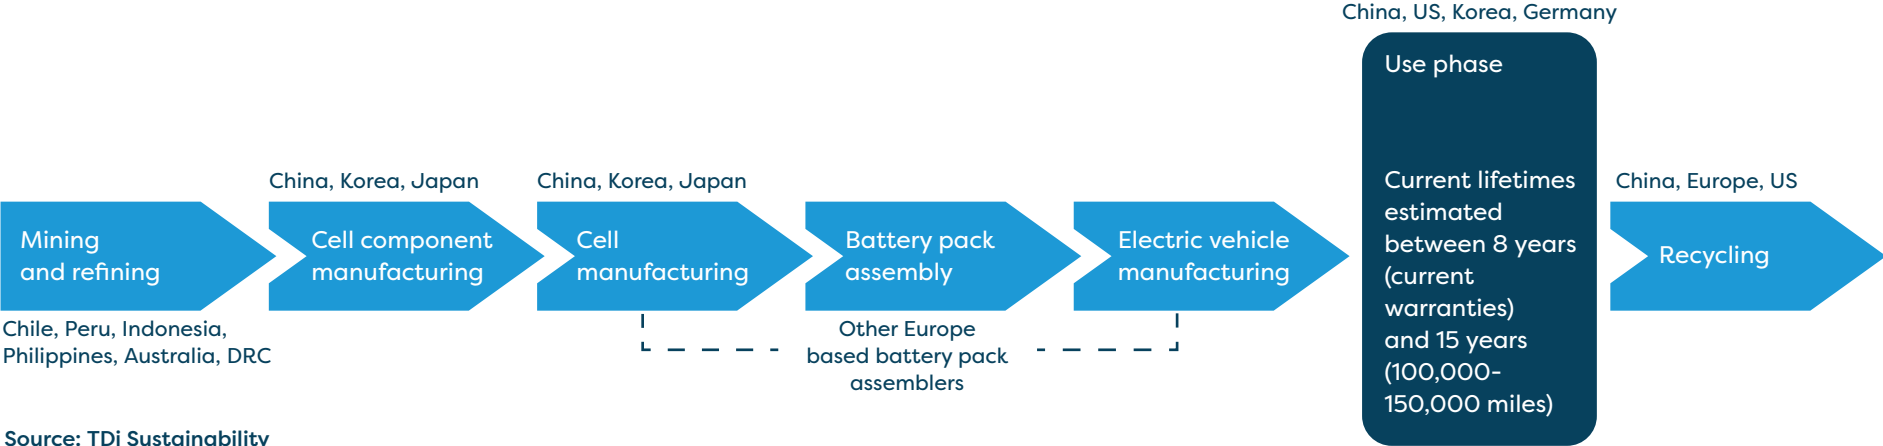 China, US, Korea, Germany
Use phase
Current lifetimes
estimated
between 8 years
(current
warranties)
and 15 years
(100,000-
150,000 miles)
China, Korea, Japan
China, Korea, Japan
China, Europe, US
Mining
and refining
Cell component
manufacturing
Cell
manufacturing
Battery pack
assembly
Electric vehicle
manufacturing
Recycling
Chile, Peru, Indonesia,
Philippines, Australia, DRC
Other Europe
based battery pack
assemblers
Source: TDi Sustainability